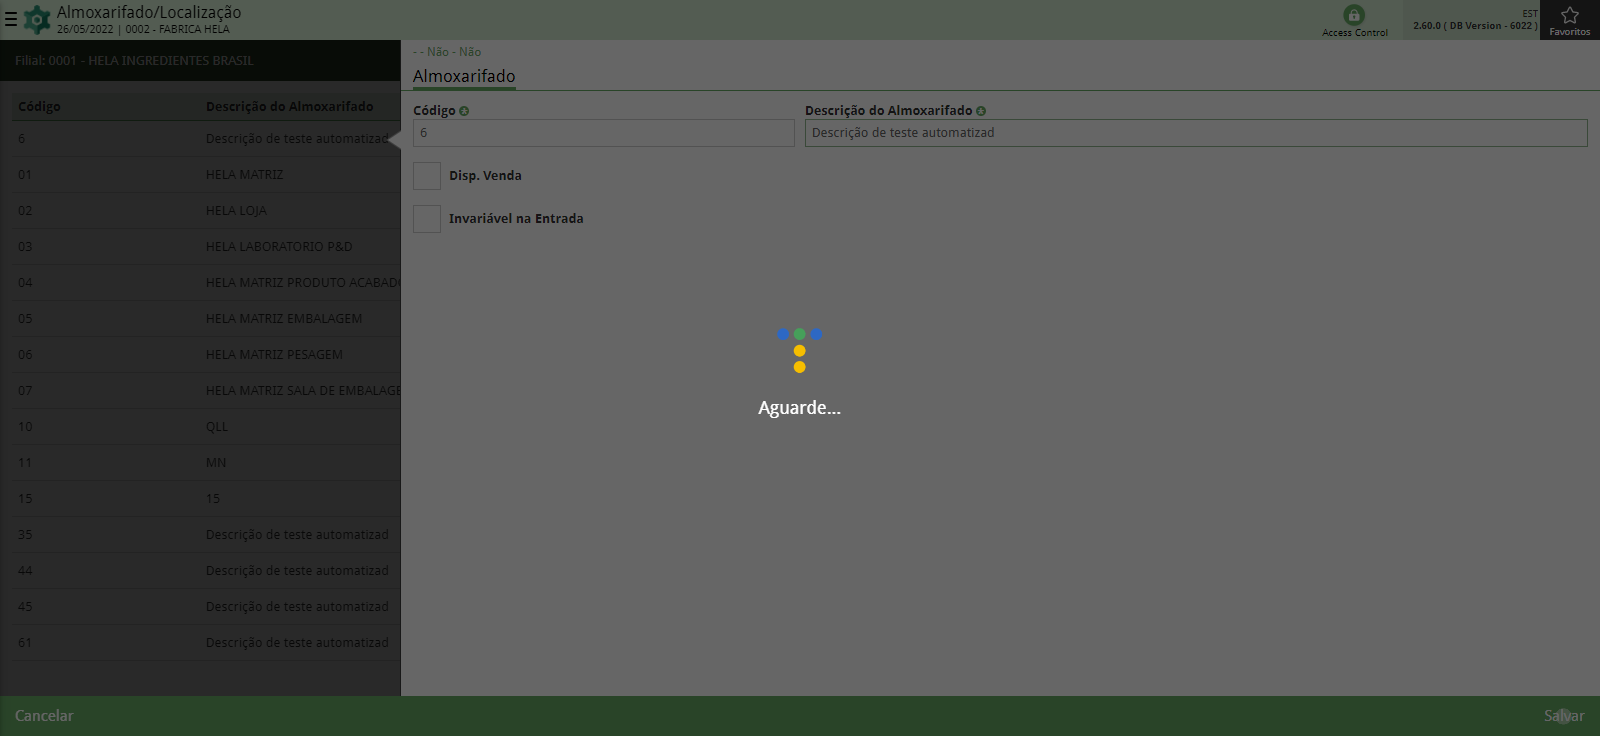 Almoxarifado/Localização
26/05/2022 | 0002 - FABRICA HELA
Access Control
EST
2.60.0 ( DB Version - 6022 )
Favoritos
Filial: 0001 - HELA INGREDIENTES BRASIL
Código Descrição do Almoxarifado
6 Descrição de teste automatizad
01 HELA MATRIZ
02 HELA LOJA
03 HELA LABORATORIO P&D
04 HELA MATRIZ PRODUTO ACABADO
05 HELA MATRIZ EMBALAGEM
06 HELA MATRIZ PESAGEM
07 HELA MATRIZ SALA DE EMBALAGE
10 QLL
11 MN
15 15
35 Descrição de teste automatizad
44 Descrição de teste automatizad
45 Descrição de teste automatizad
61 Descrição de teste automatizad
- - Não - Não
Almoxarifado
Código Descrição do Almoxarifado
6 Descrição de teste automatizad
Disp. Venda
Invariável na Entrada
Aguarde...
Cancelar Salvar